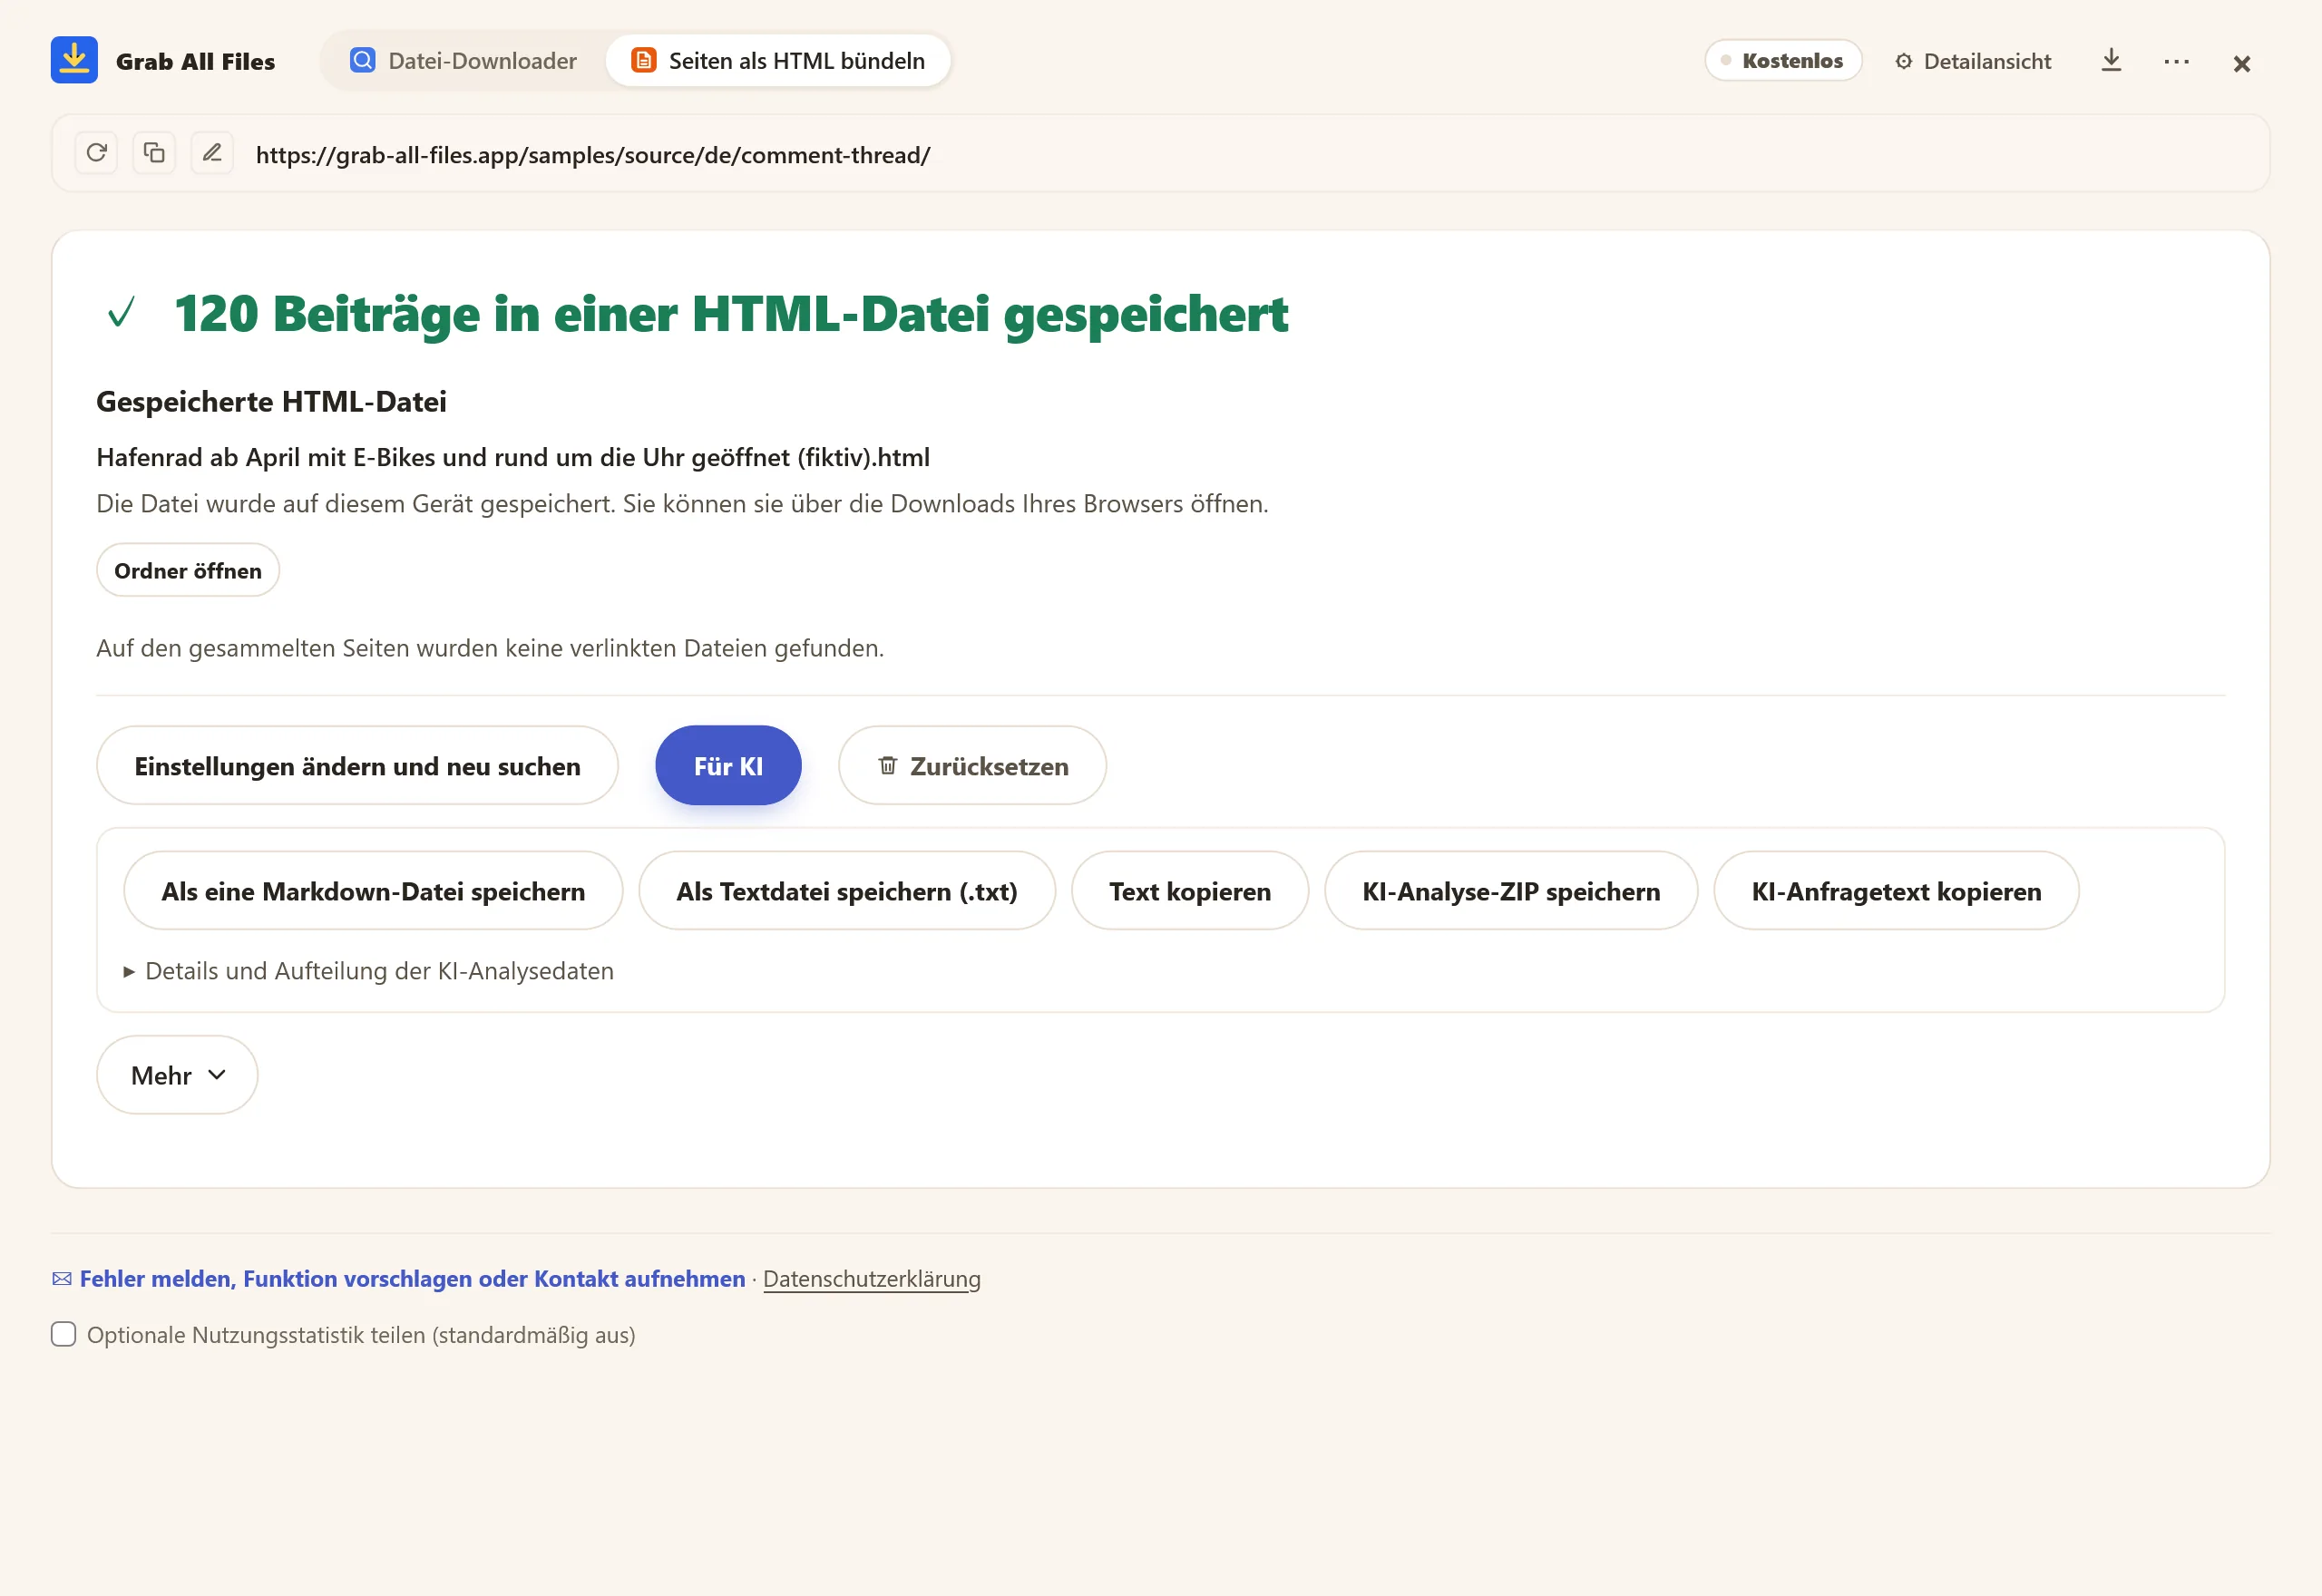 Grab All Files
Datei-Downloader
Seiten als HTML bündeln
Kostenlos
Detailansicht
https://grab-all-files.app/samples/source/de/comment-thread/
120 Beiträge in einer HTML-Datei gespeichert
Gespeicherte HTML-Datei
Hafenrad ab April mit E-Bikes und rund um die Uhr geöffnet (fiktiv).html
Die Datei wurde auf diesem Gerät gespeichert. Sie können sie über die Downloads Ihres Browsers öffnen.
Ordner öffnen
Auf den gesammelten Seiten wurden keine verlinkten Dateien gefunden.
Einstellungen ändern und neu suchen
Für KI
Zurücksetzen
Als eine Markdown-Datei speichern
Als Textdatei speichern (.txt)
Text kopieren
KI-Analyse-ZIP speichern
KI-Anfragetext kopieren
Details und Aufteilung der KI-Analysedaten
Mehr
Fehler melden, Funktion vorschlagen oder Kontakt aufnehmen · Datenschutzerklärung
Optionale Nutzungsstatistik teilen (standardmäßig aus)